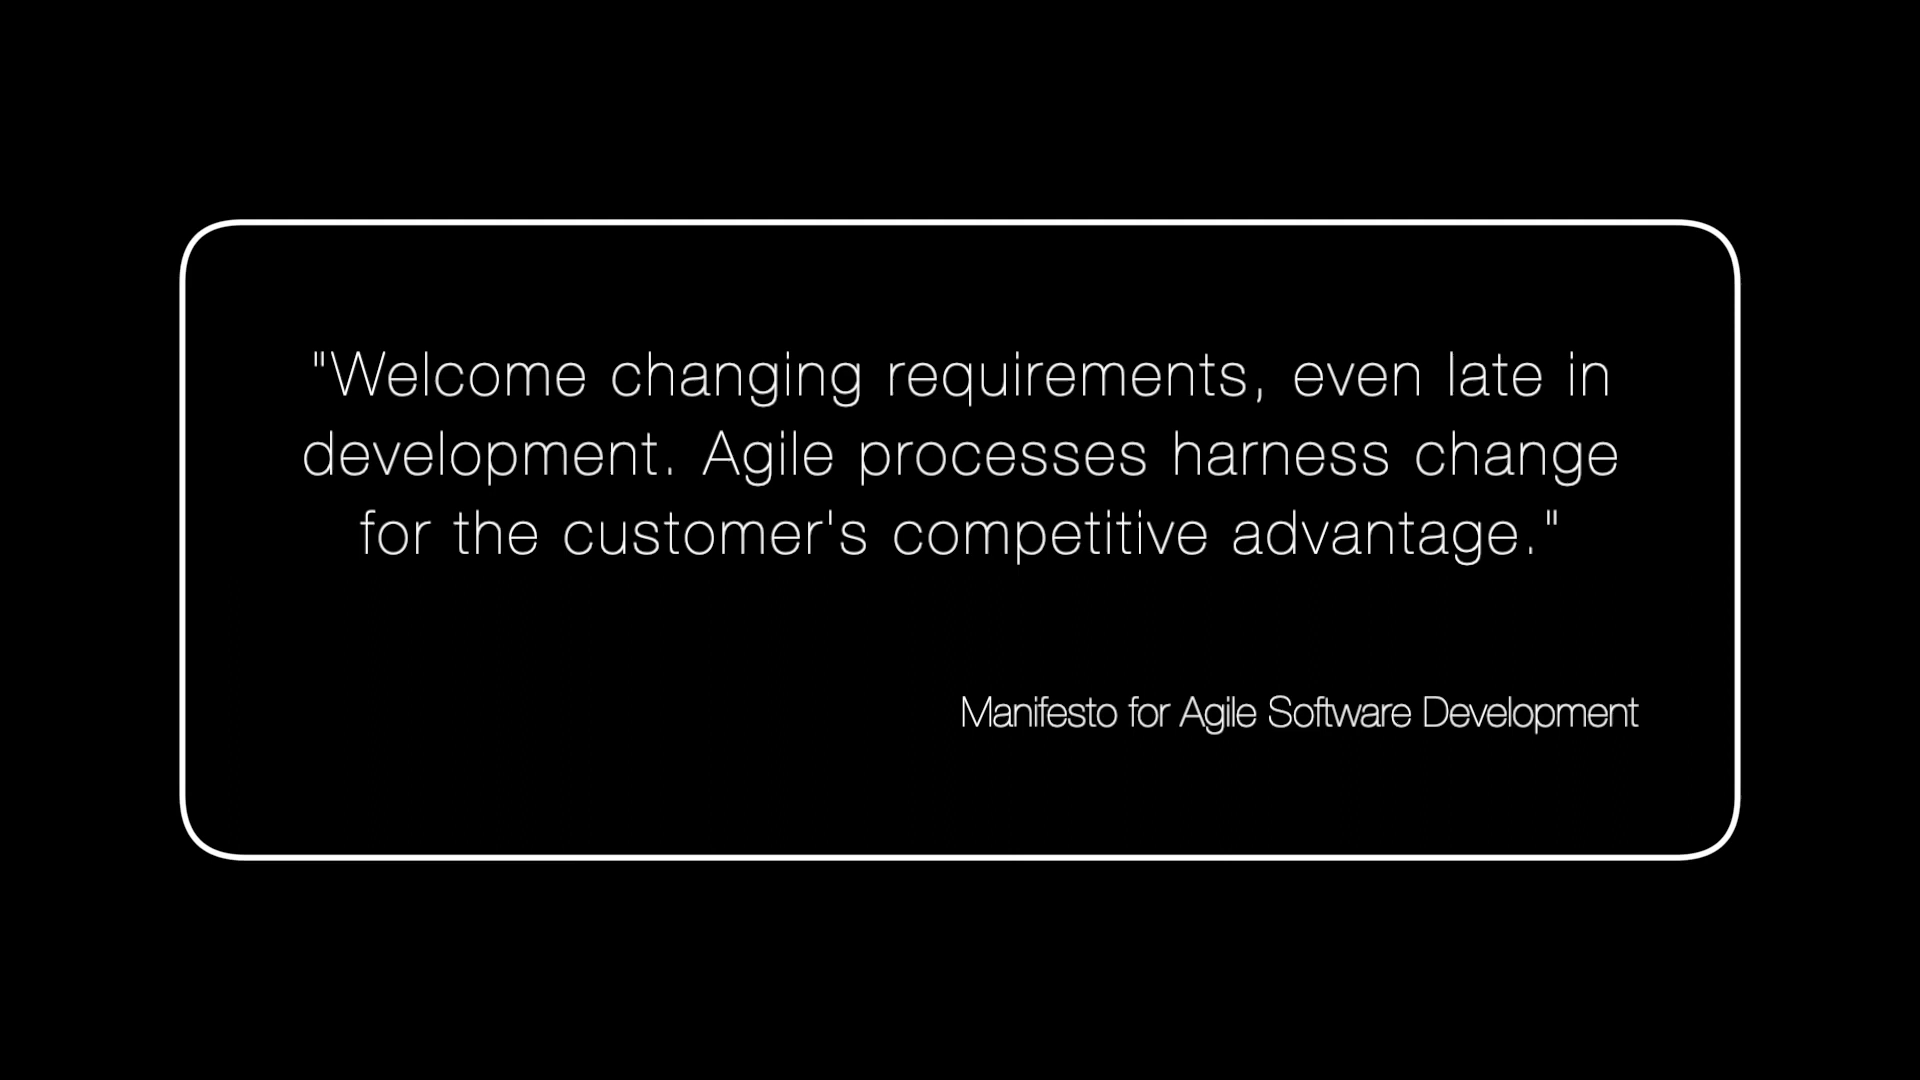 "Welcome changing requirements, even late in
development. Agile processes harness change
for the customer's competitive advantage."
Manifesto for Agile Software Development